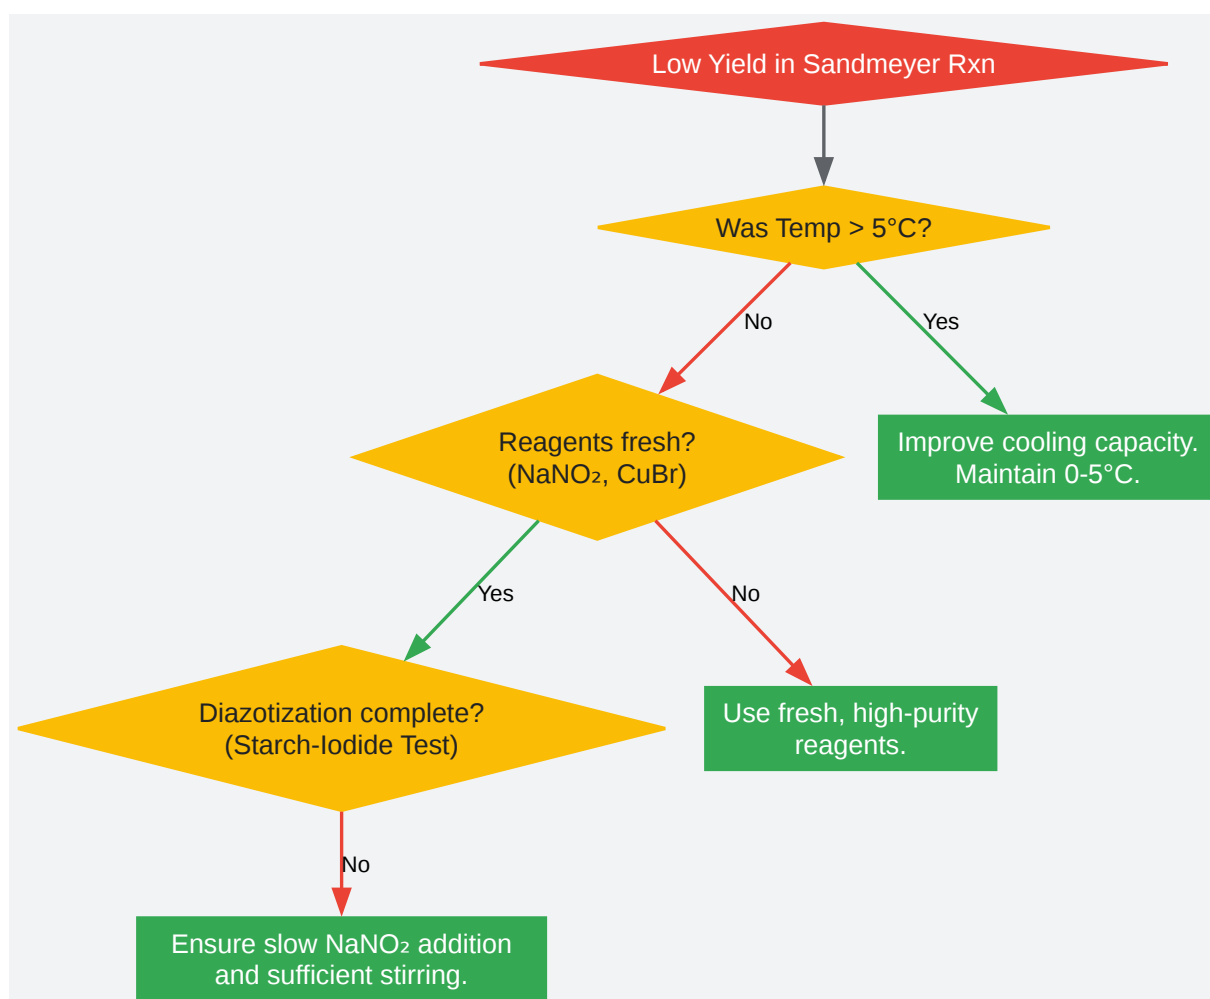 Low Yield in Sandmeyer Rxn
Was Temp > 5°C?
No
Yes
Reagents fresh?
(NaNO₂, CuBr)
Improve cooling capacity.
Maintain 0-5°C.
Yes
No
Diazotization complete?
(Starch-Iodide Test)
Use fresh, high-purity
reagents.
No
Ensure slow NaNO₂ addition
and sufficient stirring.